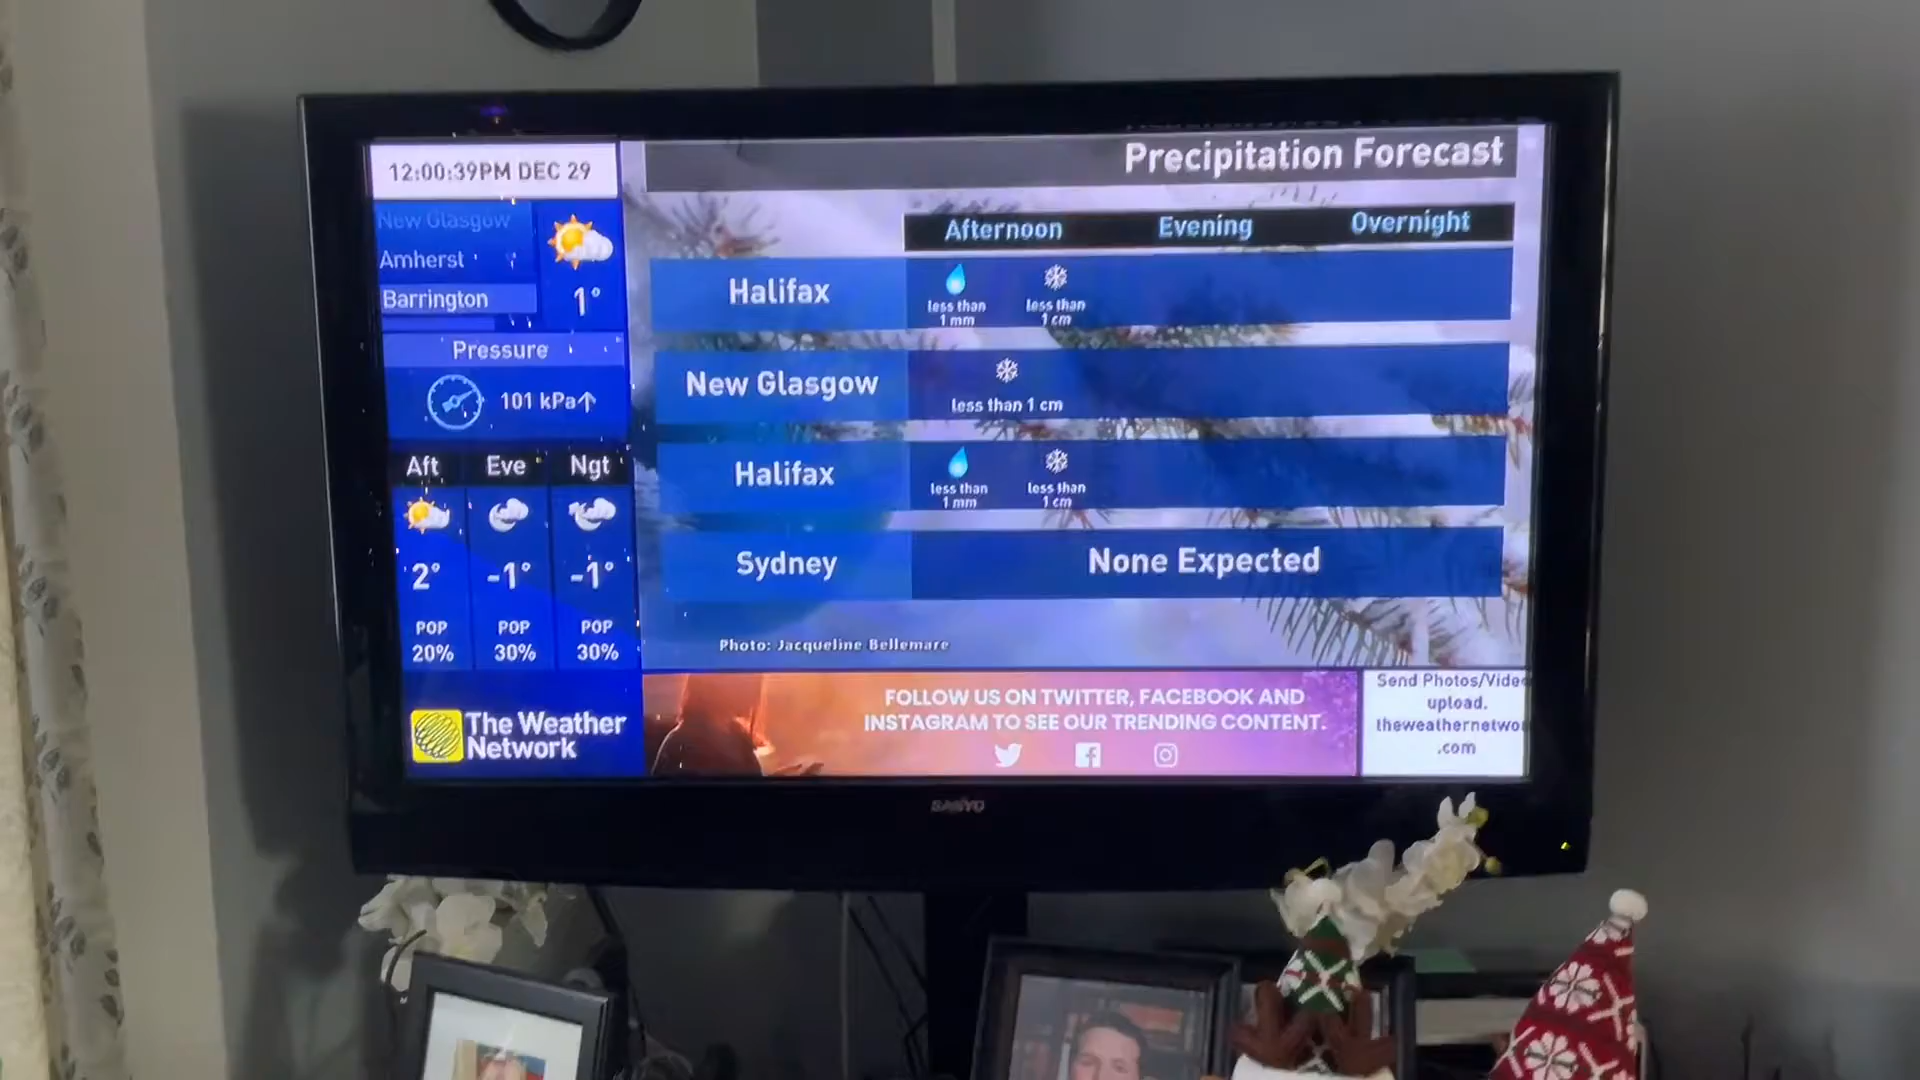 12:00:39PM DEC 29
New Glasgow
Amherst
Barrington
1°
Pressure
101 kPa↑
Aft Eve Ngt
2° -1° -1°
POP POP POP
20% 30% 30%
The Weather
Network
Precipitation Forecast
Afternoon Evening Overnight
Halifax
less than less than
1 mm 1 cm
New Glasgow
less than 1 cm
Halifax
less than less than
1 mm 1 cm
Sydney
None Expected
Photo: Jacqueline Bellemare
FOLLOW US ON TWITTER, FACEBOOK AND
INSTAGRAM TO SEE OUR TRENDING CONTENT.
Send Photos/Video
upload.
theweathernetwo
.com
SANYO